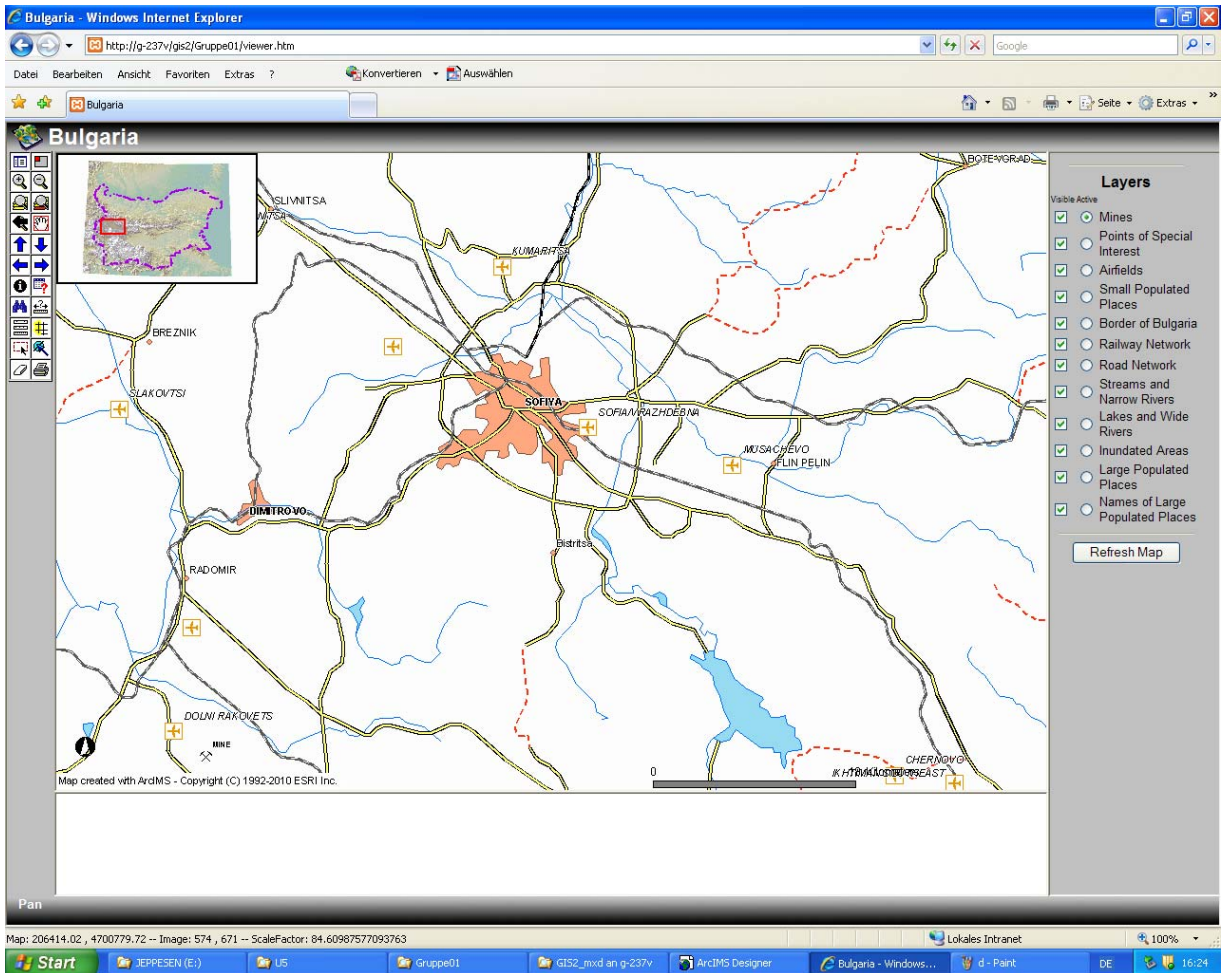 Bulgaria - Windows Internet Explorer
http://g-237v/gis2/Gruppe01/viewer.htm
Google
Datei Bearbeiten Ansicht Favoriten Extras ?
Konvertieren Auswählen
Bulgaria
Seite Extras
Bulgaria
BOTEVGRAD
SLIVNITSA
KUMARITSA
BREZNIK
SLAKOVTSI
SOFIYA
SOFIA/VRAZHDEBNA
MUSACHEVO
DIMITROVO
Bistritsa
RADOMIR
DOLNI RAKOVETS
MINE
CHERNOVO
0
Map created with ArcIMS - Copyright (C) 1992-2010 ESRI Inc.
Layers
Visible Active
Mines
Points of Special
Interest
Airfields
Small Populated
Places
Border of Bulgaria
Railway Network
Road Network
Streams and
Narrow Rivers
Lakes and Wide
Rivers
Inundated Areas
Large Populated
Places
Names of Large
Populated Places
Refresh Map
Pan
Map: 206414.02 , 4700779.72 -- Image: 574 , 671 -- ScaleFactor: 84.60987577093763
Lokales Intranet
100%
Start
JEPPESEN (E:)
U5
Gruppe01
GIS2_mxd an g-237v
ArcIMS Designer
Bulgaria - Windows...
d - Paint
DE
16:24